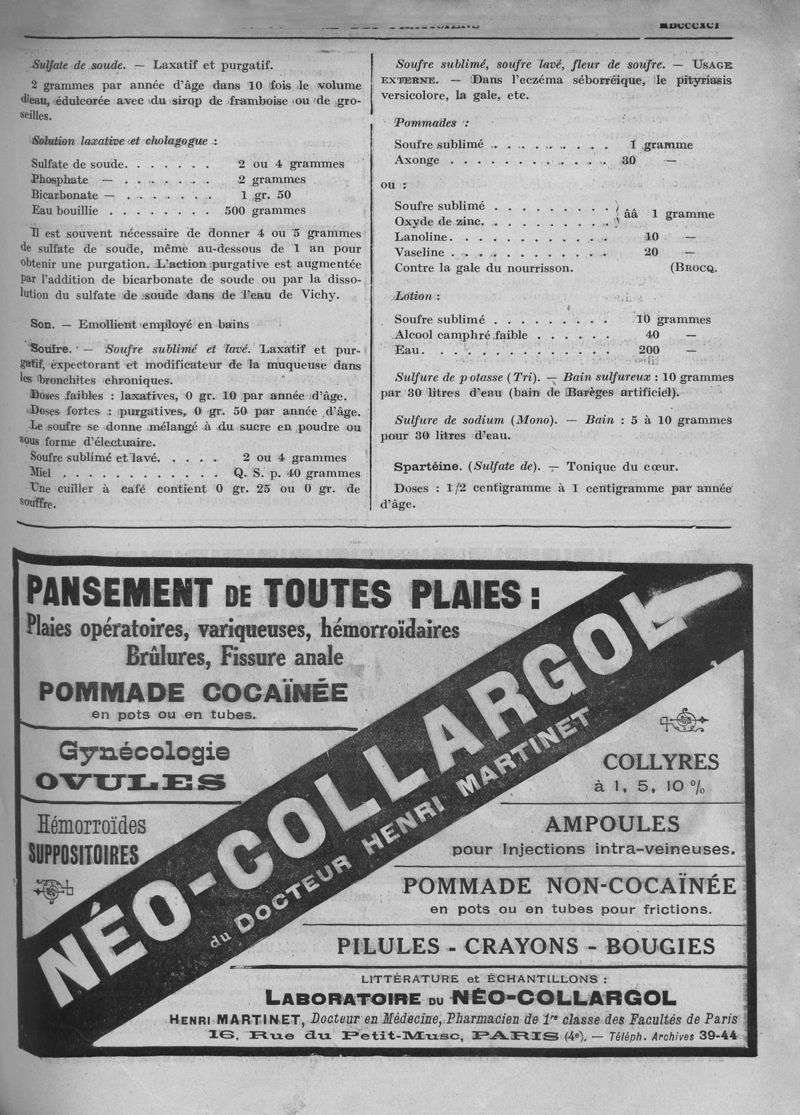 MDCCCXCI
Sulfate de soude. — Laxatif et purgatif.
2 grammes par année d'âge dans 10 fois le volume
d'eau, édulcorée avec du sirop de framboise ou de gro-
seilles.
Solution laxative et cholagogue :
Sulfate de soude. . . . . . . 2 ou 4 grammes
Phosphate — . . . . . . . 2 grammes
Bicarbonate — . . . . . . . 1 gr. 50
Eau bouillie . . . . . . . . 500 grammes
Il est souvent nécessaire de donner 4 ou 5 grammes
de sulfate de soude, même au-dessous de 1 an pour
obtenir une purgation. L'action purgative est augmentée
par l'addition de bicarbonate de soude ou par la disso-
lution du sulfate de soude dans de l'eau de Vichy.
Son. — Emollient employé en bains
Soufre. — Soufre sublimé et lavé. Laxatif et pur-
gatif, expectorant et modificateur de la muqueuse dans
les bronchites chroniques.
Doses faibles : laxatives, 0 gr. 10 par année d'âge.
Doses fortes : purgatives, 0 gr. 50 par année d'âge.
Le soufre se donne mélangé à du sucre en poudre ou
sous forme d'électuaire.
Soufre sublimé et lavé. . . . . 2 ou 4 grammes
Miel . . . . . . . . . . . . Q. S. p. 40 grammes
Une cuiller à café contient 0 gr. 25 ou 0 gr. de
souffre.
Soufre sublimé, soufre lavé, fleur de soufre. — USAGE
EXTERNE. — Dans l'eczéma séborréique, le pityriasis
versicolore, la gale, etc.
Pommades :
Soufre sublimé . . . . . . . . . 1 gramme
Axonge . . . . . . . . . . . . 30 —
ou :
Soufre sublimé . . . . . . . . . } ââ 1 gramme
Oxyde de zinc. . . . . . . . . . }
Lanoline. . . . . . . . . . . . 10 —
Vaseline . . . . . . . . . . . . 20 —
Contre la gale du nourrisson. (BROCQ.
Lotion :
Soufre sublimé . . . . . . . . . 10 grammes
Alcool camphré faible . . . . . . 40 —
Eau. . . . . . . . . . . . . . 200 —
Sulfure de potasse (Tri). — Bain sulfureux : 10 grammes
par 30 litres d'eau (bain de Barèges artificiel).
Sulfure de sodium (Mono). — Bain : 5 à 10 grammes
pour 30 litres d'eau.
Spartéine. (Sulfate de). — Tonique du cœur.
Doses : 1/2 centigramme à 1 centigramme par année
d'âge.
PANSEMENT DE TOUTES PLAIES :
Plaies opératoires, variqueuses, hémorroïdaires
Brûlures, Fissure anale
POMMADE COCAÏNÉE
en pots ou en tubes.
Gynécologie
OVULES
Hémorroïdes
SUPPOSITOIRES
NÉO-COLLARGOL
du DOCTEUR HENRI MARTINET
COLLYRES
à 1, 5, 10 %
AMPOULES
pour Injections intra-veineuses.
POMMADE NON-COCAÏNÉE
en pots ou en tubes pour frictions.
PILULES - CRAYONS - BOUGIES
LITTÉRATURE et ÉCHANTILLONS :
LABORATOIRE DU NÉO-COLLARGOL
HENRI MARTINET, Docteur en Médecine, Pharmacien de 1re classe des Facultés de Paris
16, Rue du Petit-Musc, PARIS (4e). — Téléph. Archives 39-44